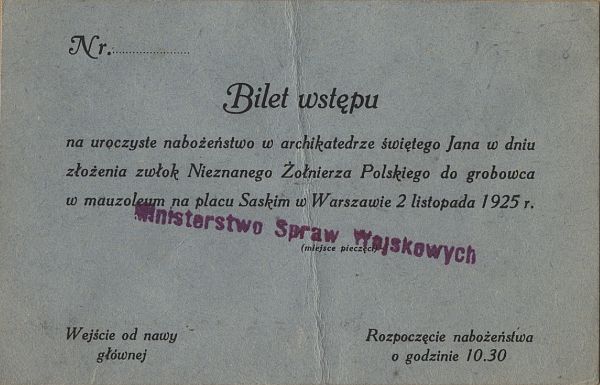 Nr. ........................
Bilet wstępu
na uroczyste nabożeństwo w archikatedrze świętego Jana w dniu
złożenia zwłok Nieznanego Żołnierza Polskiego do grobowca
w mauzoleum na placu Saskim w Warszawie 2 listopada 1925 r.
Ministerstwo Spraw Wojskowych
(miejsce pieczęci)
Wejście od nawy
głównej
Rozpoczęcie nabożeństwa
o godzinie 10.30